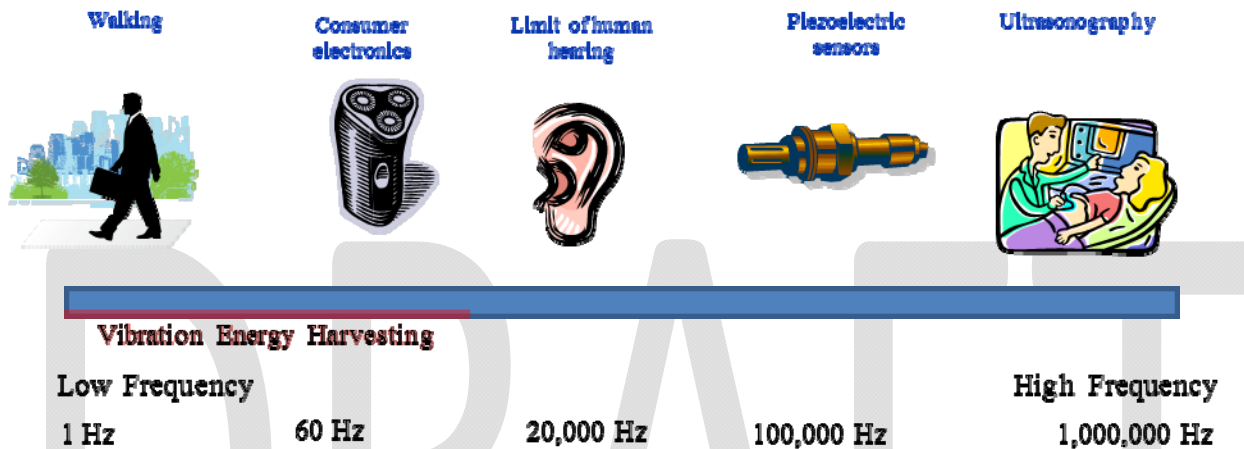 Walking
Consumer
electronics
Limit of human
hearing
Piezoelectric
sensors
Ultrasonography
Vibration Energy Harvesting
Low Frequency
High Frequency
1 Hz
60 Hz
20,000 Hz
100,000 Hz
1,000,000 Hz
DRAFT